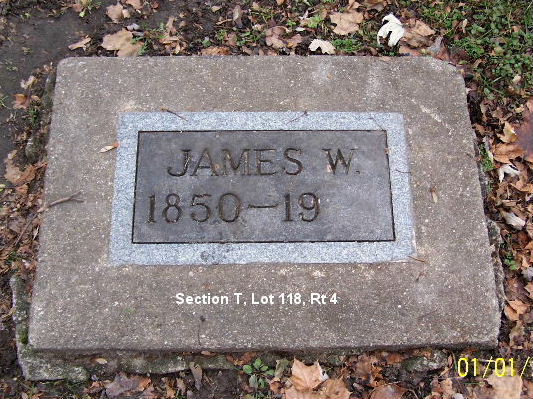 JAMES W.
1850–19
Section T, Lot 118, Rt 4
01/01/